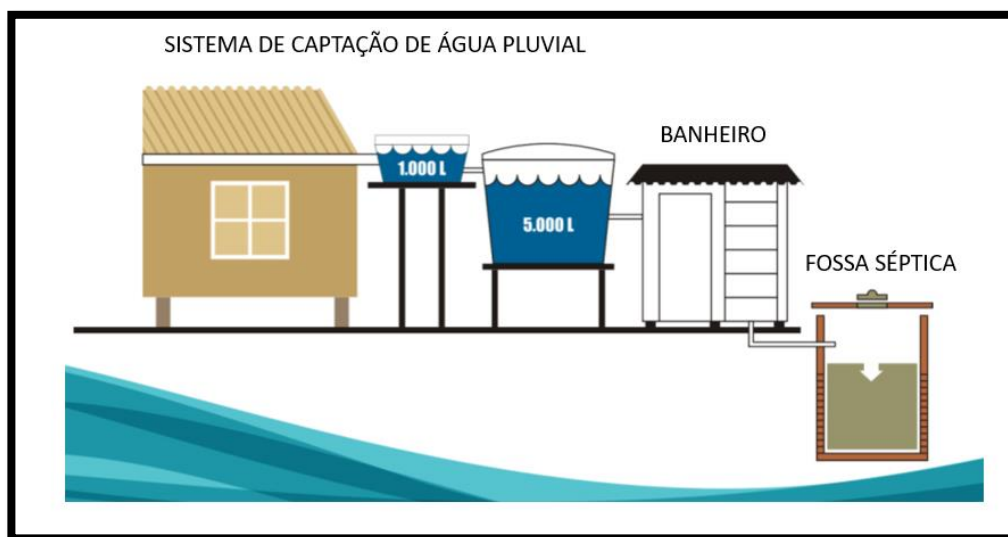 SISTEMA DE CAPTAÇÃO DE ÁGUA PLUVIAL
BANHEIRO
1.000 L
5.000 L
FOSSA SÉPTICA